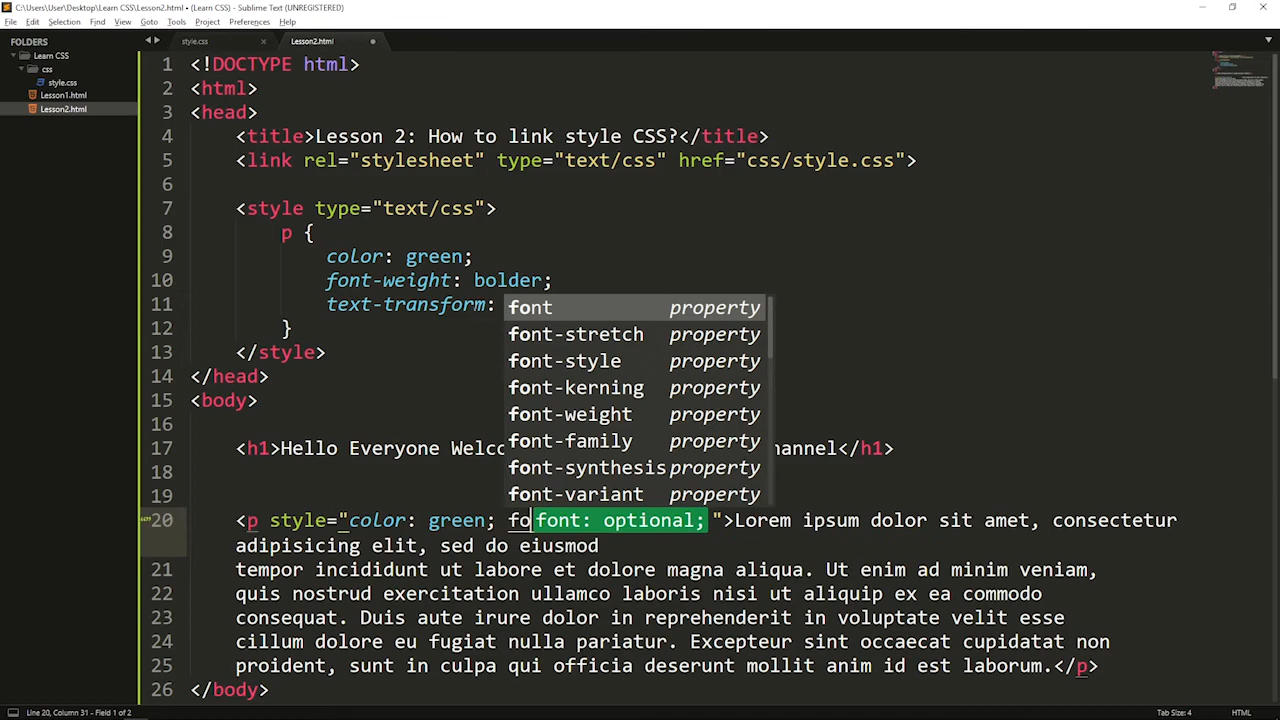 C:\Users\User\Desktop\Learn CSS\Lesson2.html • (Learn CSS) - Sublime Text (UNREGISTERED)
File Edit Selection Find View Goto Tools Project Preferences Help
FOLDERS
Learn CSS
css
style.css
Lesson1.html
Lesson2.html
style.css Lesson2.html
1 <!DOCTYPE html>
2 <html>
3 <head>
4 <title>Lesson 2: How to link style CSS?</title>
5 <link rel="stylesheet" type="text/css" href="css/style.css">
6
7 <style type="text/css">
8 p {
9 color: green;
10 font-weight: bolder;
11 text-transform:
12 }
13 </style>
14 </head>
15 <body>
16
17 <h1>Hello Everyone Welco hannel</h1>
18
19
20 <p style="color: green; fo font: optional; ">Lorem ipsum dolor sit amet, consectetur
adipisicing elit, sed do eiusmod
21 tempor incididunt ut labore et dolore magna aliqua. Ut enim ad minim veniam,
22 quis nostrud exercitation ullamco laboris nisi ut aliquip ex ea commodo
23 consequat. Duis aute irure dolor in reprehenderit in voluptate velit esse
24 cillum dolore eu fugiat nulla pariatur. Excepteur sint occaecat cupidatat non
25 proident, sunt in culpa qui officia deserunt mollit anim id est laborum.</p>
26 </body>
font property
font-stretch property
font-style property
font-kerning property
font-weight property
font-family property
font-synthesis property
font-variant property
Line 20, Column 31 - Field 1 of 2 Tab Size: 4 HTML